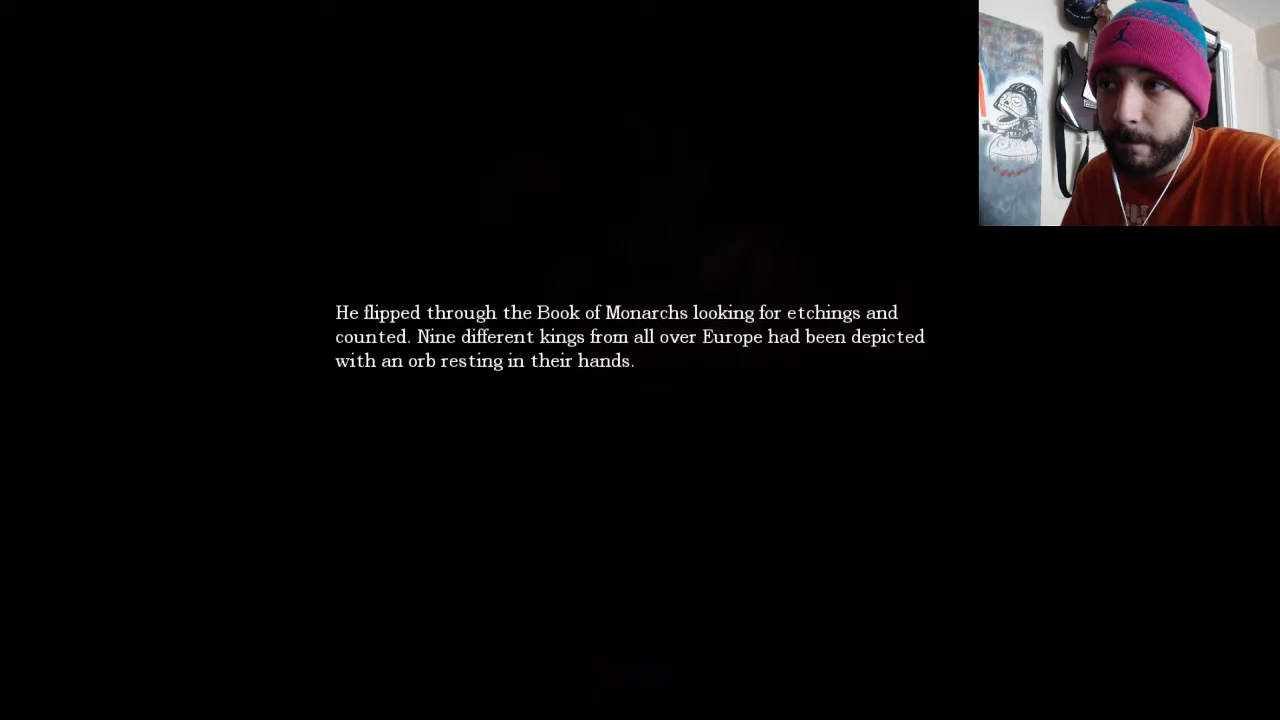 He flipped through the Book of Monarchs looking for etchings and
counted. Nine different kings from all over Europe had been depicted
with an orb resting in their hands.